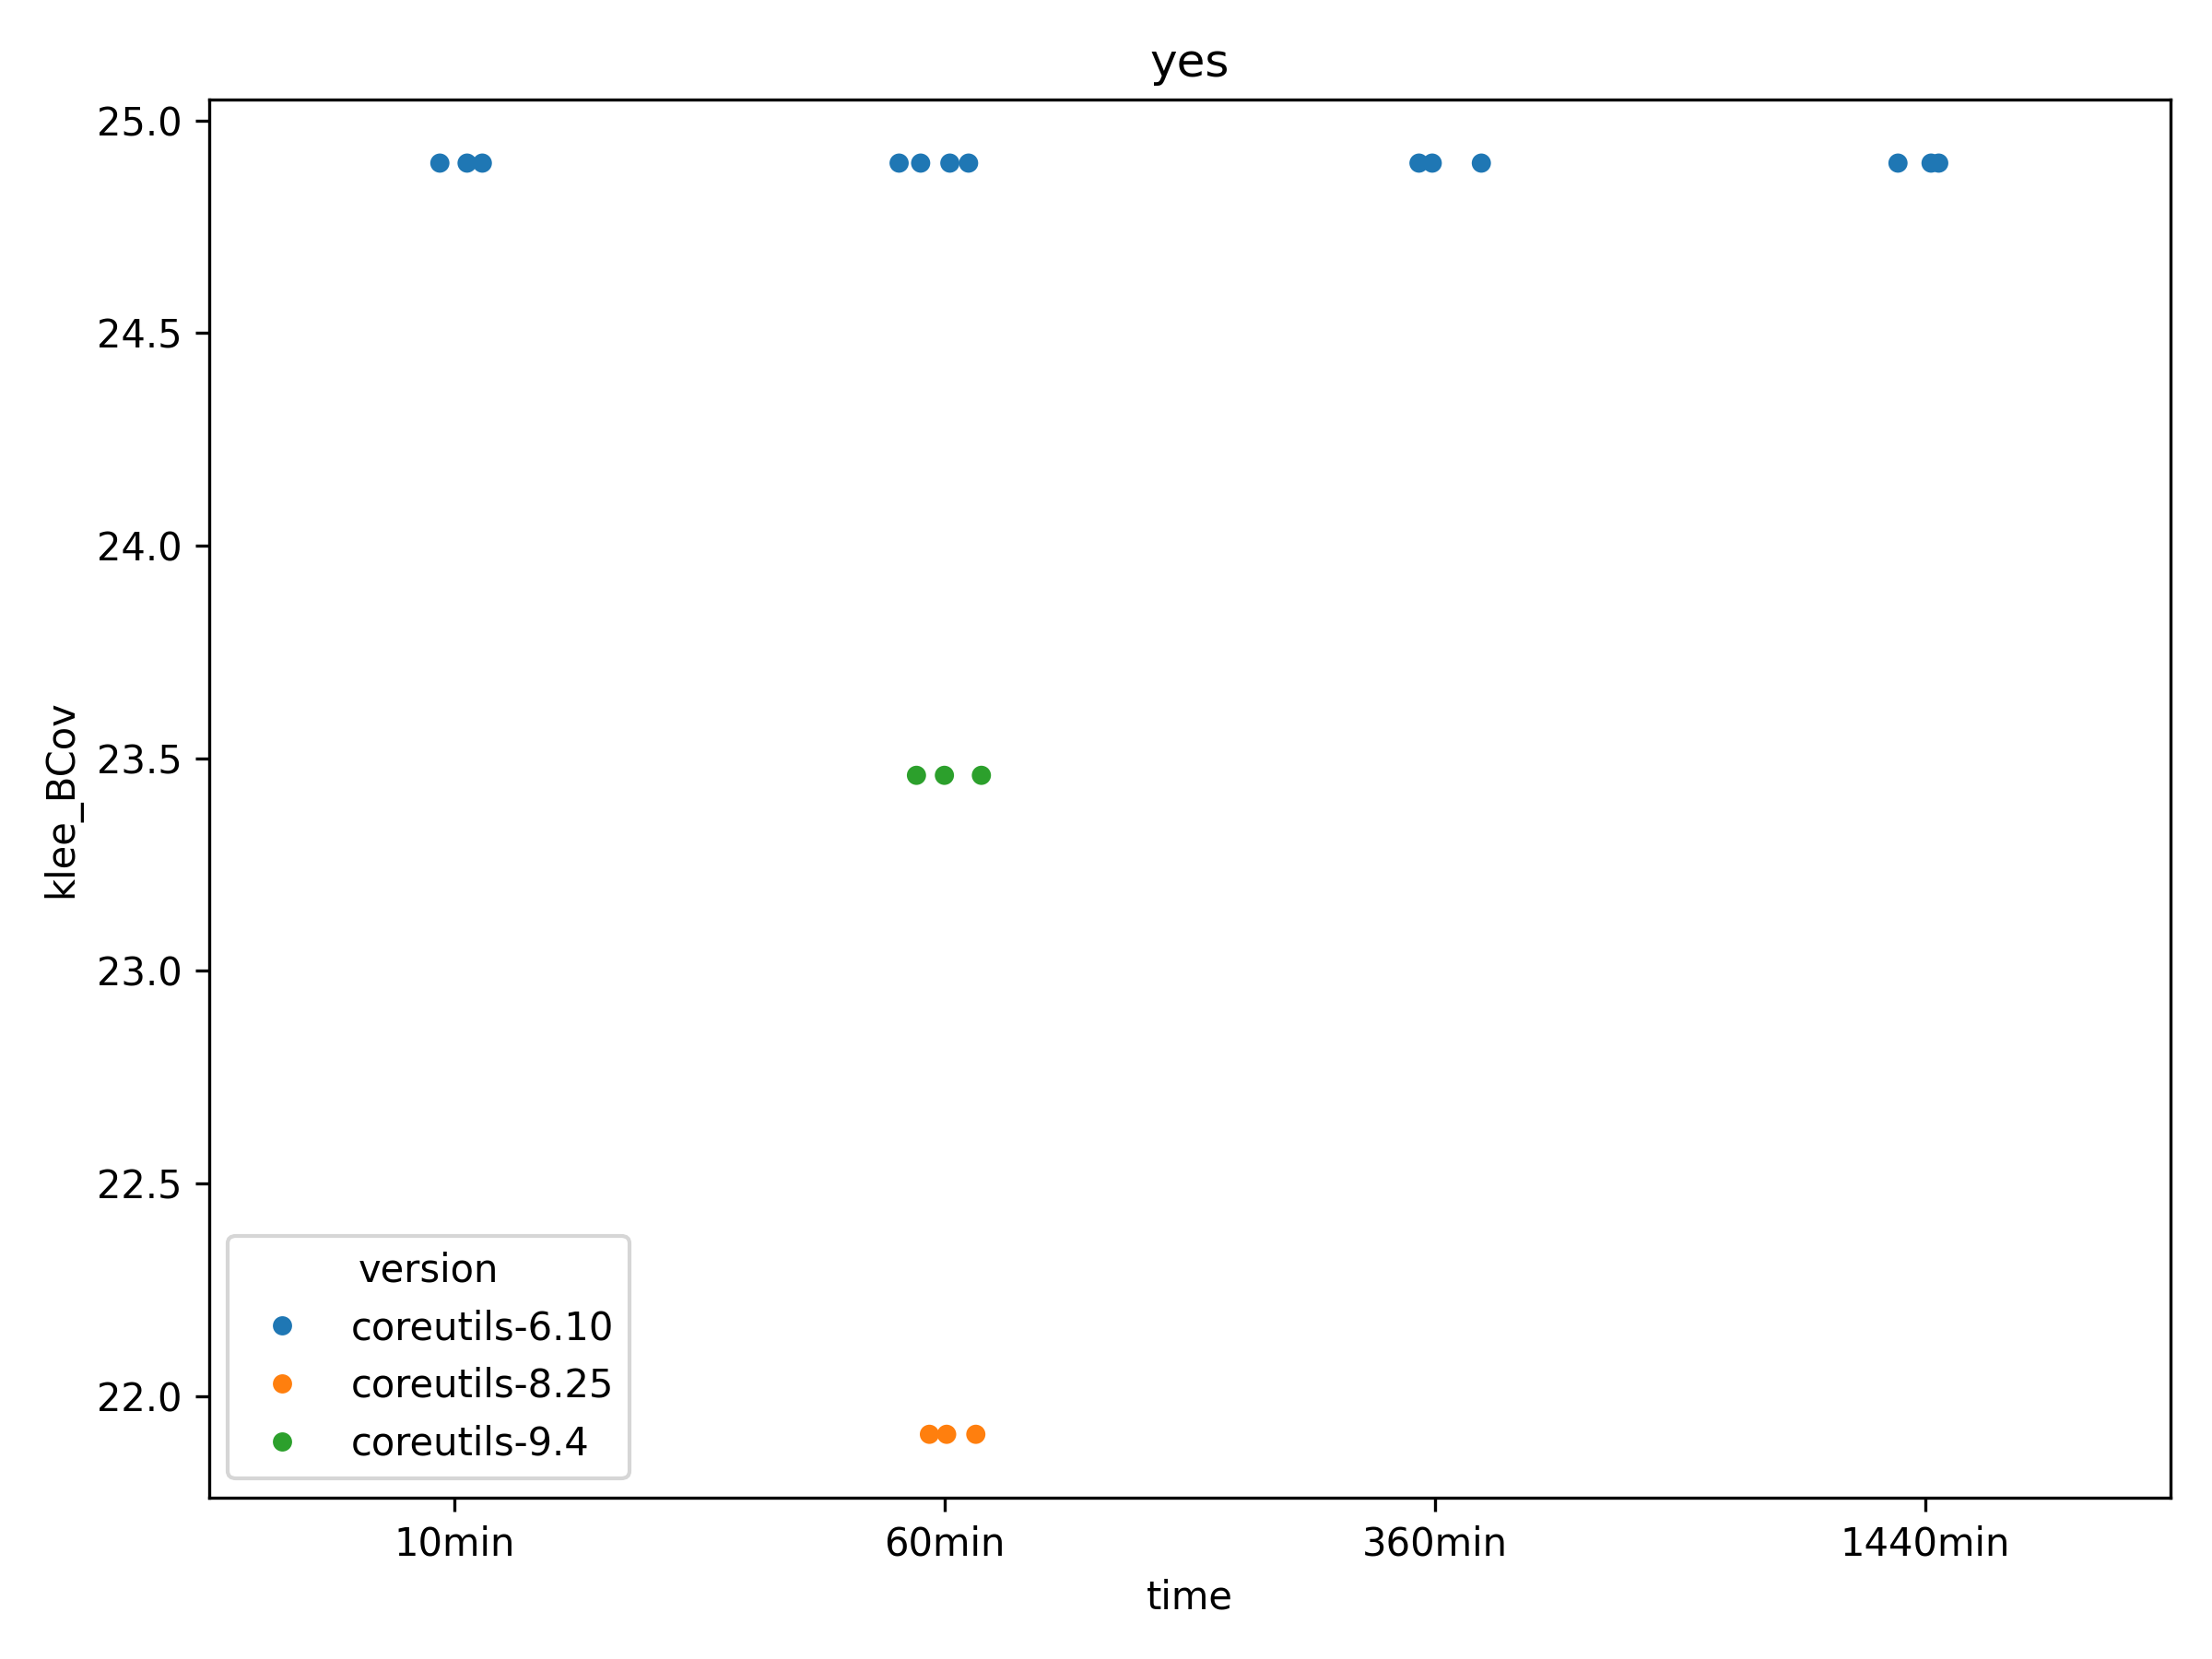 yes
25.0
24.5
24.0
23.5
23.0
22.5
22.0
klee_BCov
version
coreutils-6.10
coreutils-8.25
coreutils-9.4
10min 60min 360min 1440min
time